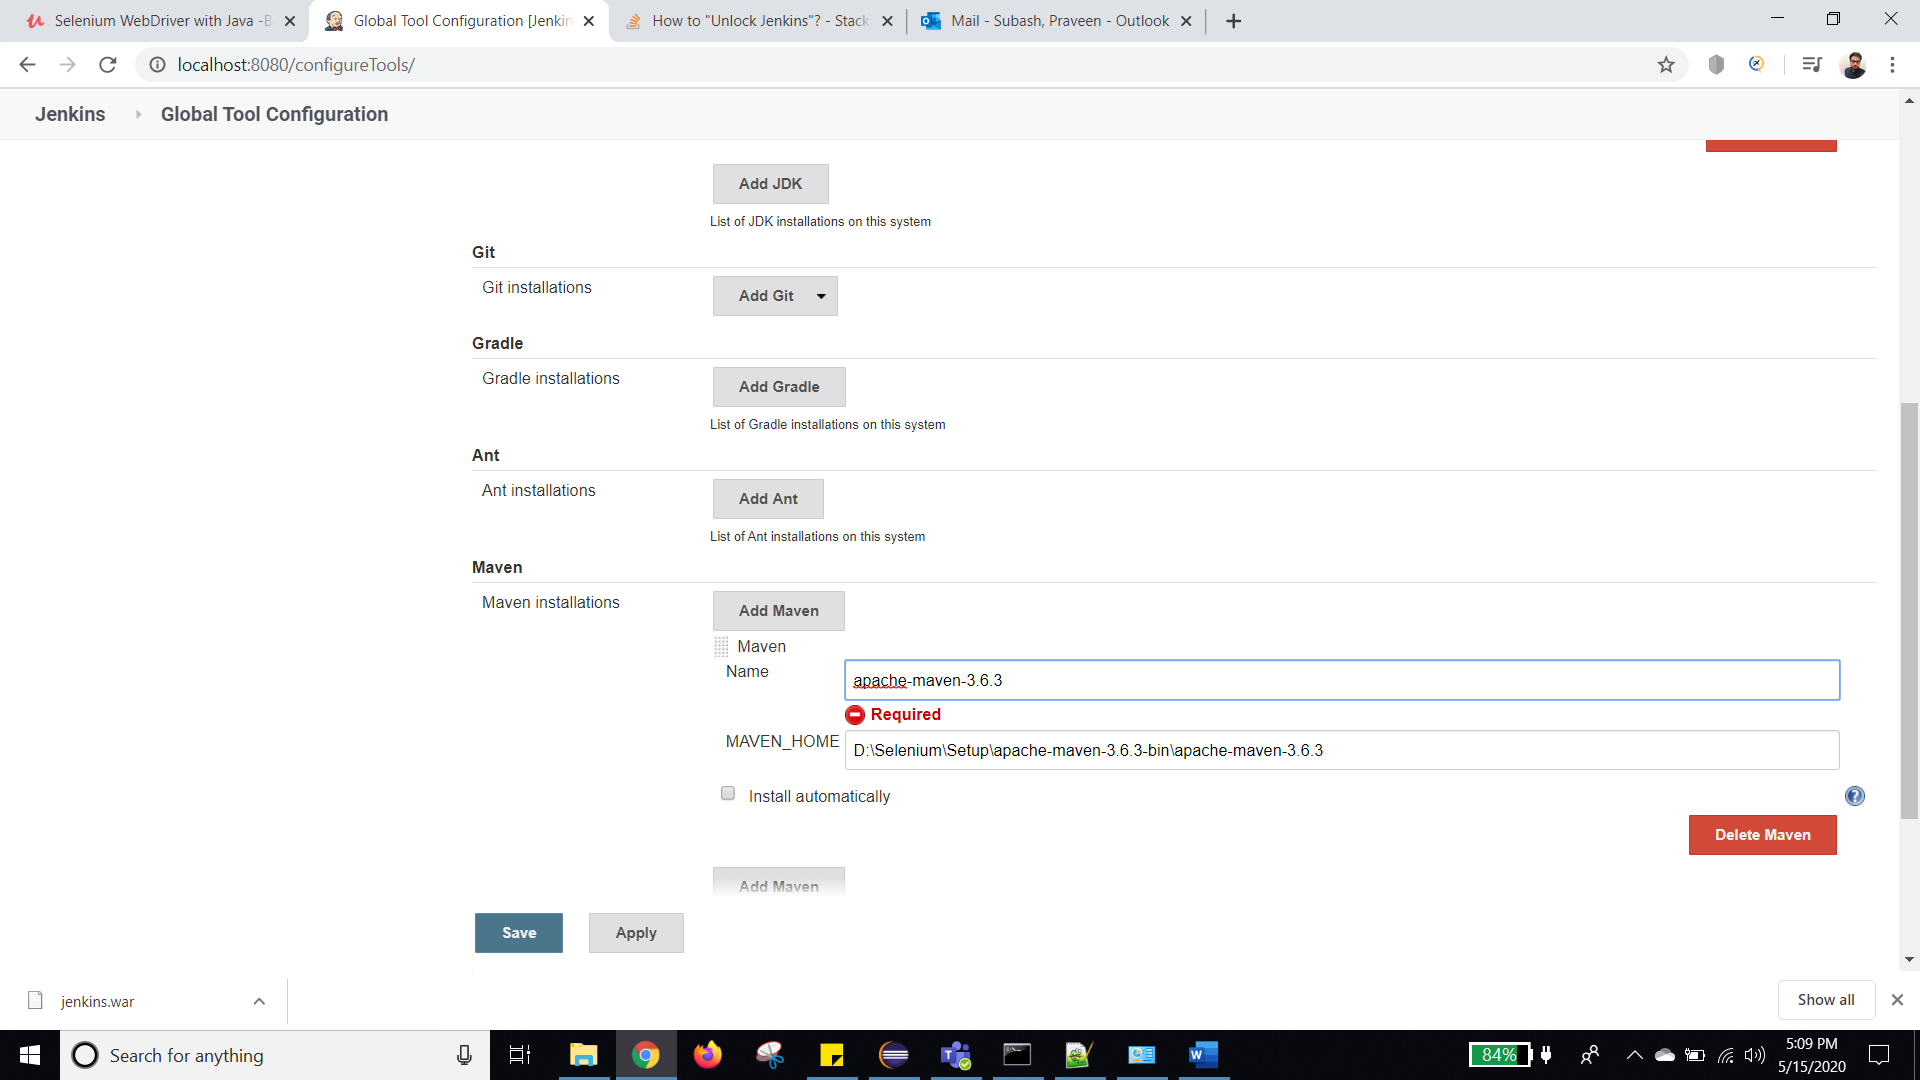 Selenium WebDriver with Java -B
Global Tool Configuration [Jenkin
How to "Unlock Jenkins"? - Stack
Mail - Subash, Praveen - Outlook
localhost:8080/configureTools/
Jenkins
Global Tool Configuration
Add JDK
List of JDK installations on this system
Git
Git installations
Add Git
Gradle
Gradle installations
Add Gradle
List of Gradle installations on this system
Ant
Ant installations
Add Ant
List of Ant installations on this system
Maven
Maven installations
Add Maven
Maven
Name
apache-maven-3.6.3
Required
MAVEN_HOME
D:\Selenium\Setup\apache-maven-3.6.3-bin\apache-maven-3.6.3
Install automatically
Delete Maven
Add Maven
Save
Apply
jenkins.war
Show all
Search for anything
84%
5:09 PM
5/15/2020